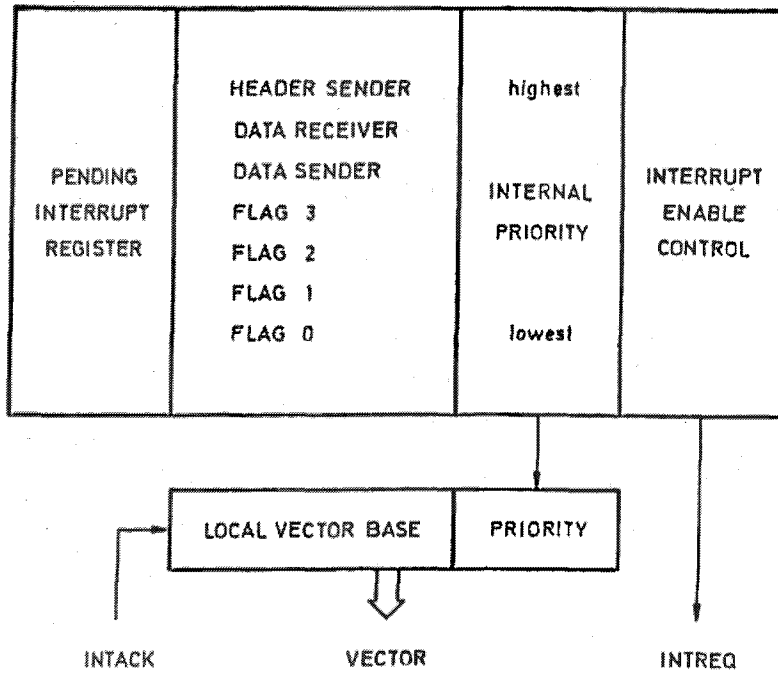 PENDING
INTERRUPT
REGISTER
HEADER SENDER
DATA RECEIVER
DATA SENDER
FLAG 3
FLAG 2
FLAG 1
FLAG 0
highest
INTERNAL
PRIORITY
lowest
INTERRUPT
ENABLE
CONTROL
LOCAL VECTOR BASE
PRIORITY
INTACK
VECTOR
INTREQ